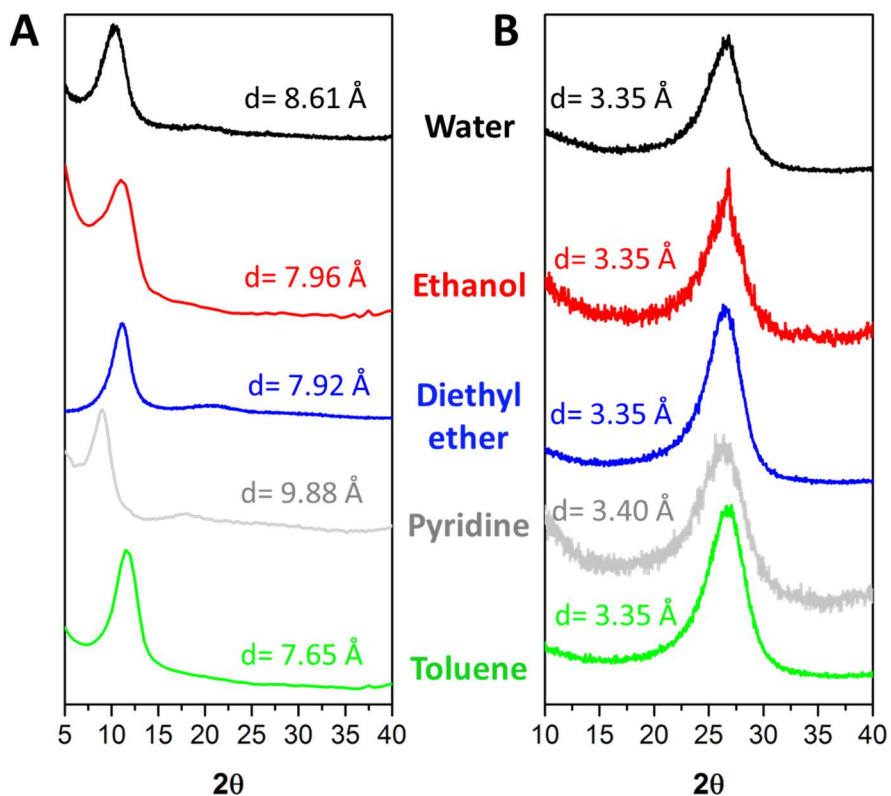 A
B
d= 8.61 Å
Water
d= 3.35 Å
d= 7.96 Å
Ethanol
d= 3.35 Å
d= 7.92 Å
Diethyl
ether
d= 3.35 Å
d= 9.88 Å
Pyridine
d= 3.40 Å
d= 7.65 Å
Toluene
d= 3.35 Å
5 10 15 20 25 30 35 40
10 15 20 25 30 35 40
2θ
2θ